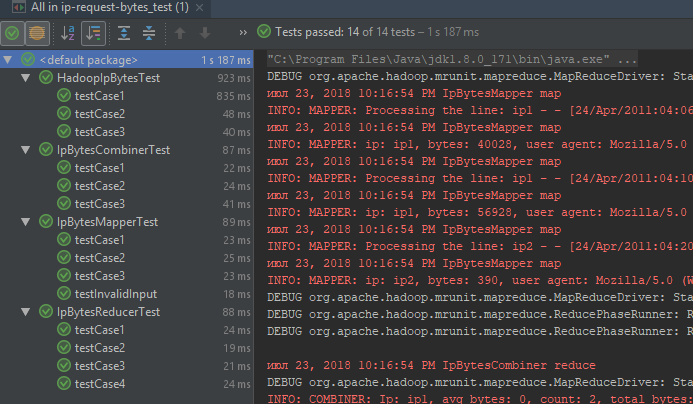 All in ip-request-bytes_test
Tests passed: 14 of 14 tests – 1 s 187 ms
<default package> 1 s 187 ms
HadoopIpBytesTest 923 ms
testCase1 835 ms
testCase2 48 ms
testCase3 40 ms
IpBytesCombinerTest 87 ms
testCase1 22 ms
testCase2 24 ms
testCase3 41 ms
IpBytesMapperTest 89 ms
testCase1 23 ms
testCase2 25 ms
testCase3 23 ms
testInvalidInput 18 ms
IpBytesReducerTest 88 ms
testCase1 24 ms
testCase2 19 ms
testCase3 21 ms
testCase4 24 ms
"C:\Program Files\Java\jdk1.8.0_171\bin\java.exe" ...
DEBUG org.apache.hadoop.mrunit.mapreduce.MapReduceDriver: Sta
июл 23, 2018 10:16:54 PM IpBytesMapper map
INFO: MAPPER: Processing the line: ip1 - - [24/Apr/2011:04:06
июл 23, 2018 10:16:54 PM IpBytesMapper map
INFO: MAPPER: ip: ip1, bytes: 40028, user agent: Mozilla/5.0
июл 23, 2018 10:16:54 PM IpBytesMapper map
INFO: MAPPER: Processing the line: ip1 - - [24/Apr/2011:04:10
июл 23, 2018 10:16:54 PM IpBytesMapper map
INFO: MAPPER: ip: ip1, bytes: 56928, user agent: Mozilla/5.0
июл 23, 2018 10:16:54 PM IpBytesMapper map
INFO: MAPPER: Processing the line: ip2 - - [24/Apr/2011:04:20
июл 23, 2018 10:16:54 PM IpBytesMapper map
INFO: MAPPER: ip: ip2, bytes: 390, user agent: Mozilla/5.0 (W
DEBUG org.apache.hadoop.mrunit.mapreduce.MapReduceDriver: Sta
DEBUG org.apache.hadoop.mrunit.mapreduce.ReducePhaseRunner: R
DEBUG org.apache.hadoop.mrunit.mapreduce.ReducePhaseRunner: R
июл 23, 2018 10:16:54 PM IpBytesCombiner reduce
DEBUG org.apache.hadoop.mrunit.mapreduce.MapReduceDriver: Sta
INFO: COMBINER: Ip: ip1, avg bytes: 0, count: 2, total bytes: